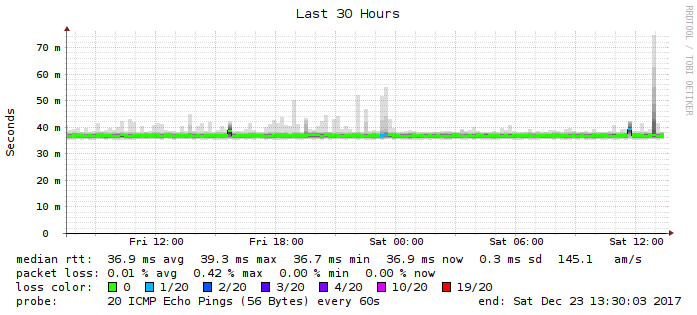 Last 30 Hours
RRDTOOL / TOBI OETIKER
Seconds
70 m
60 m
50 m
40 m
30 m
20 m
10 m
0
Fri 12:00 Fri 18:00 Sat 00:00 Sat 06:00 Sat 12:00
median rtt: 36.9 ms avg 39.3 ms max 36.7 ms min 36.9 ms now 0.3 ms sd 145.1 am/s
packet loss: 0.01 % avg 0.42 % max 0.00 % min 0.00 % now
loss color: 0 1/20 2/20 3/20 4/20 10/20 19/20
probe: 20 ICMP Echo Pings (56 Bytes) every 60s end: Sat Dec 23 13:30:03 2017